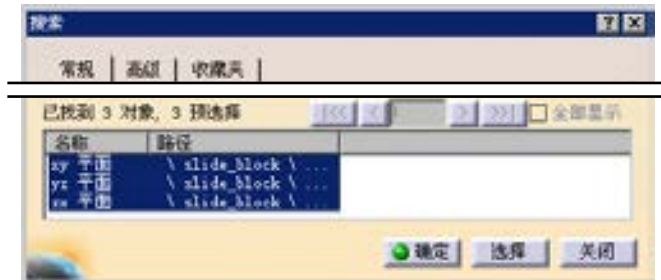 搜索
常规 高级 收藏夹
已找到 3 对象, 3 预选择 全部显示
名称 路径
xy 平面 \ slide_block \ ...
yz 平面 \ slide_block \ ...
zx 平面 \ slide_block \ ...
确定 选择 关闭